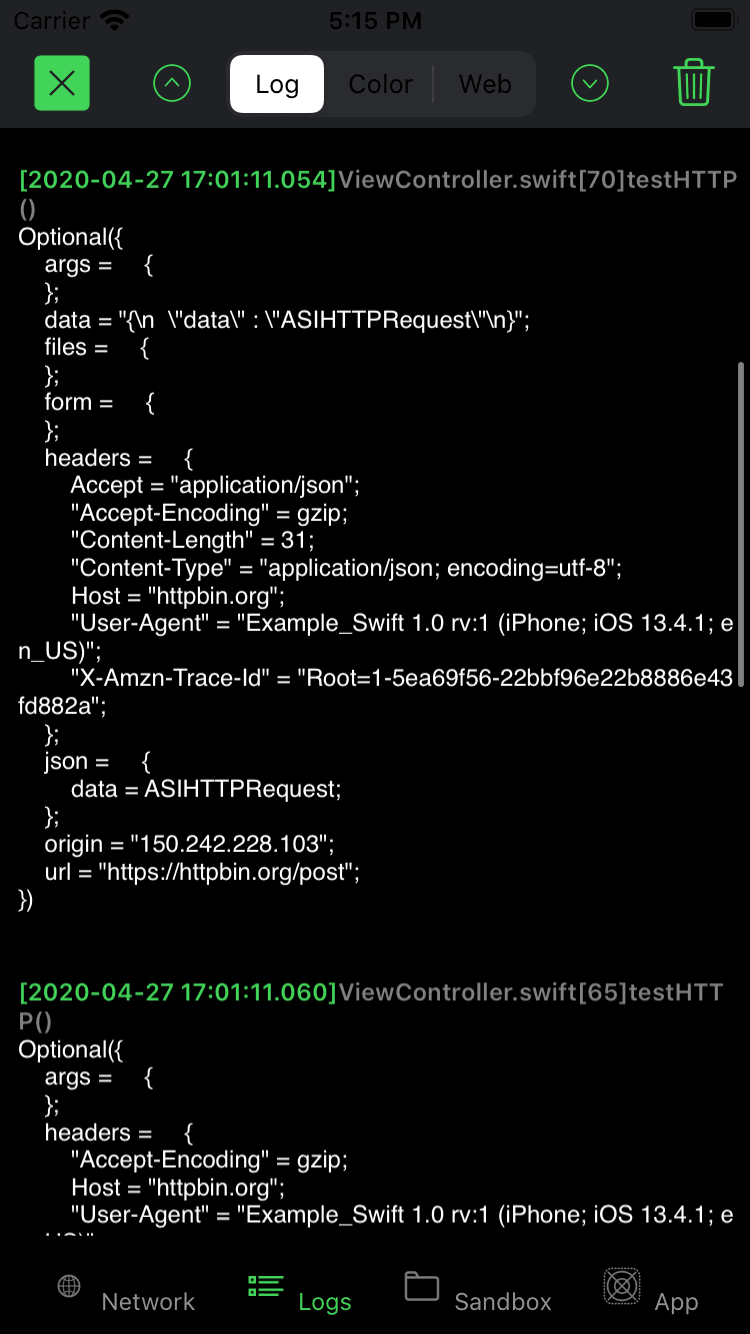 Carrier 5:15 PM
Log Color Web
[2020-04-27 17:01:11.054]ViewController.swift[70]testHTTP
()
Optional({
    args =     {
    };
    data = "{\n  \"data\" : \"ASIHTTPRequest\"\n}";
    files =     {
    };
    form =     {
    };
    headers =     {
        Accept = "application/json";
        "Accept-Encoding" = gzip;
        "Content-Length" = 31;
        "Content-Type" = "application/json; encoding=utf-8";
        Host = "httpbin.org";
        "User-Agent" = "Example_Swift 1.0 rv:1 (iPhone; iOS 13.4.1; e
n_US)";
        "X-Amzn-Trace-Id" = "Root=1-5ea69f56-22bbf96e22b8886e43
fd882a";
    };
    json =     {
        data = ASIHTTPRequest;
    };
    origin = "150.242.228.103";
    url = "https://httpbin.org/post";
})
[2020-04-27 17:01:11.060]ViewController.swift[65]testHTT
P()
Optional({
    args =     {
    };
    headers =     {
        "Accept-Encoding" = gzip;
        Host = "httpbin.org";
        "User-Agent" = "Example_Swift 1.0 rv:1 (iPhone; iOS 13.4.1; e
Network Logs Sandbox App